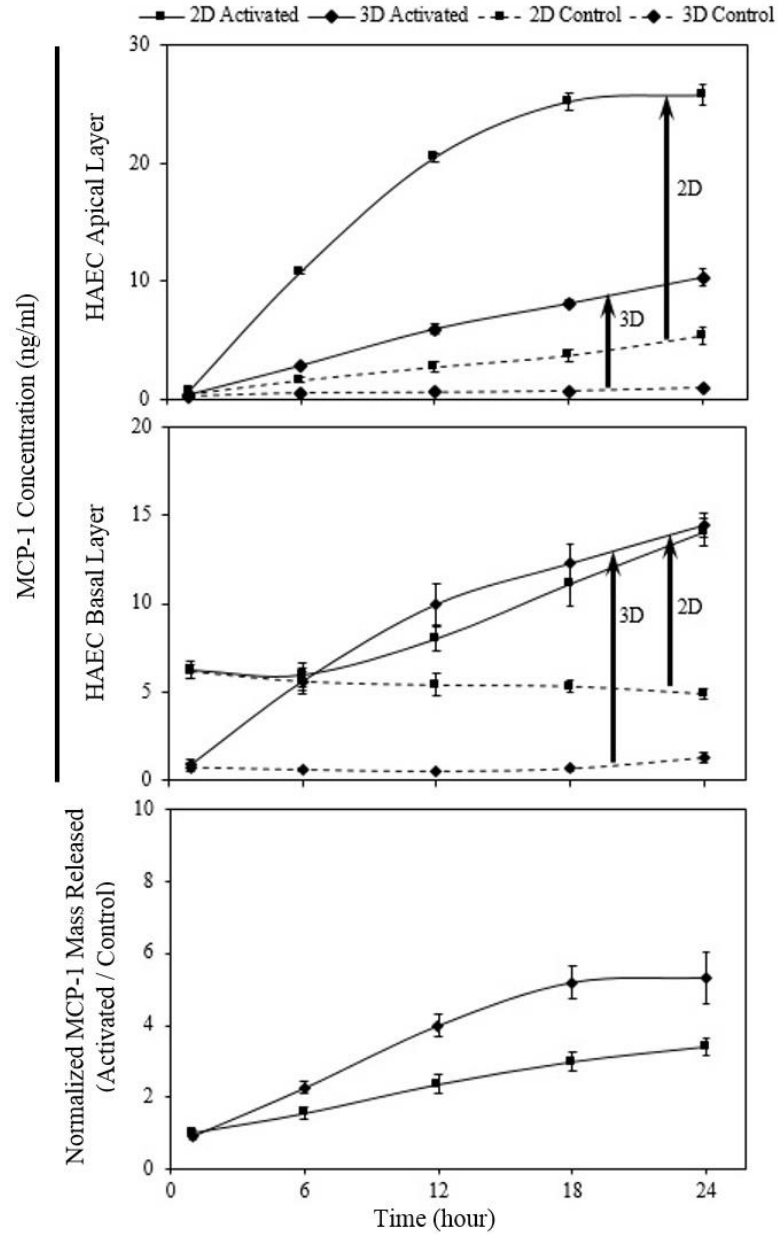 2D Activated 3D Activated 2D Control 3D Control
MCP-1 Concentration (ng/ml)
HAEC Apical Layer
30
20
10
0
2D
3D
HAEC Basal Layer
20
15
10
5
0
3D
2D
Normalized MCP-1 Mass Released
(Activated / Control)
10
8
6
4
2
0
0 6 12 18 24
Time (hour)